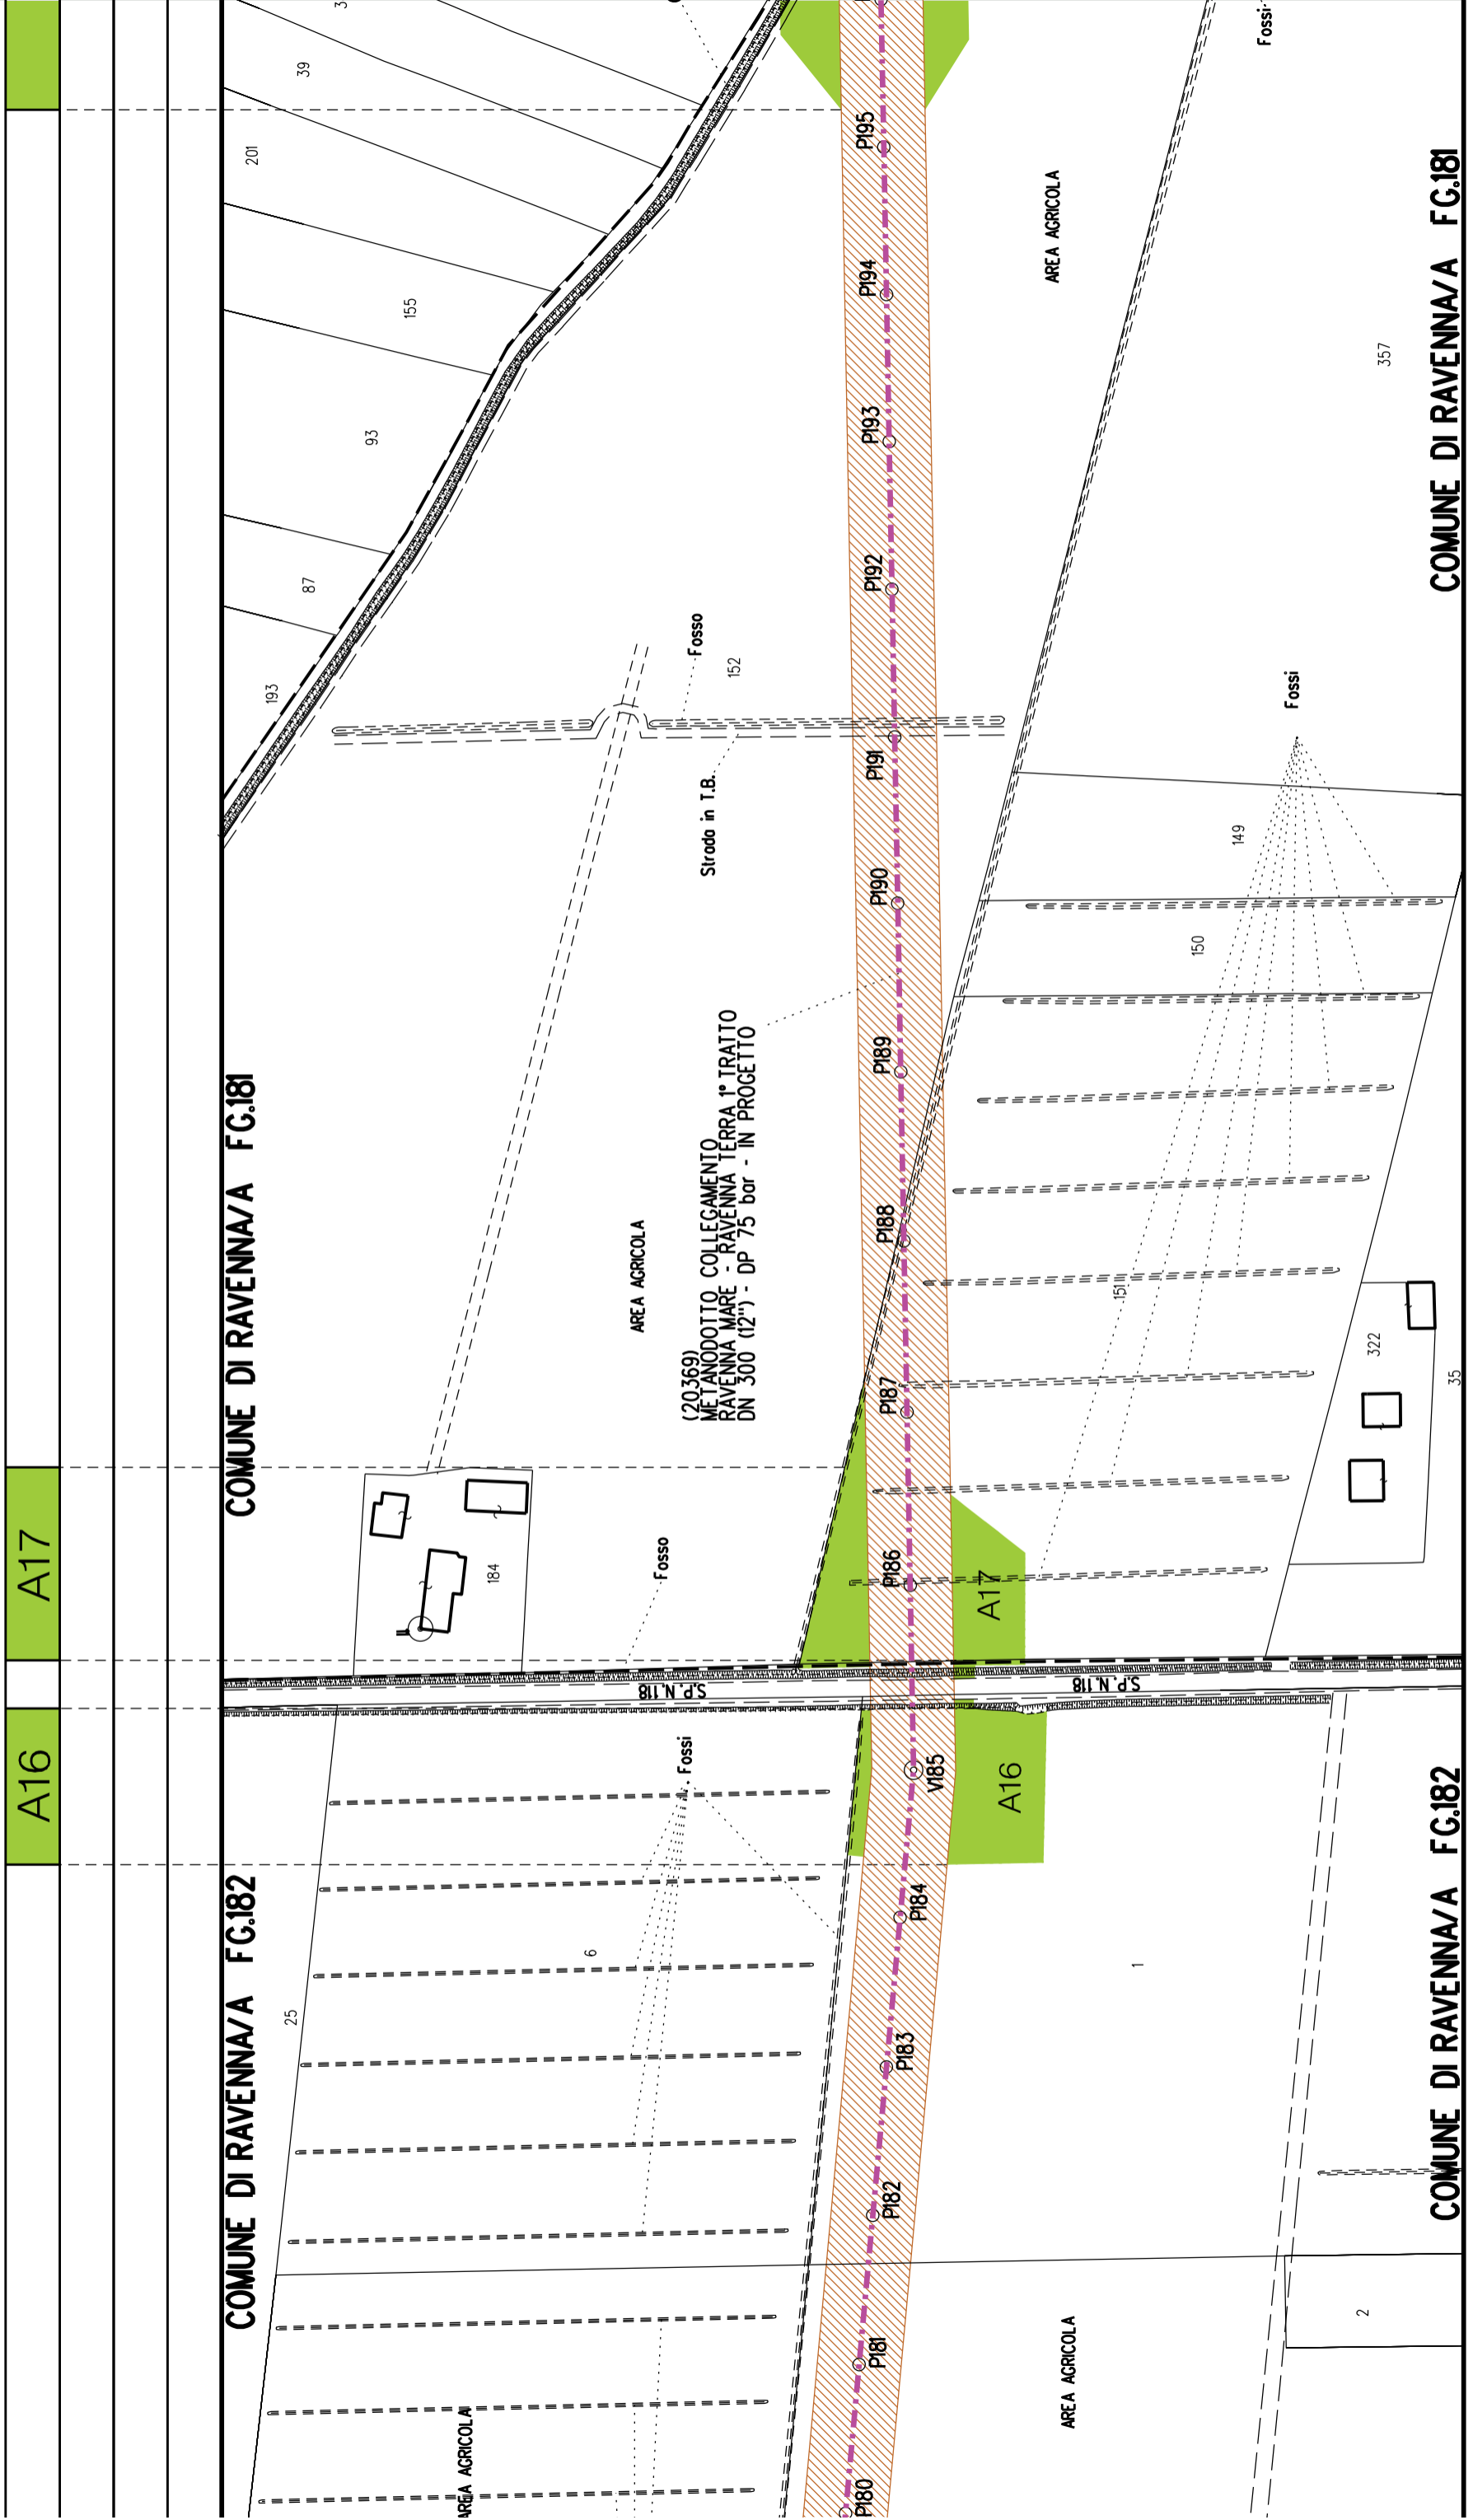 A16
A17
COMUNE DI RAVENNA/A FG.182
COMUNE DI RAVENNA/A FG.181
25
6
Fossi
AREA AGRICOLA
184
Fosso
S.P. N. 118
S.P. N. 118
193
87
93
155
201
39
AREA AGRICOLA
(20369)
METANODOTTO COLLEGAMENTO
RAVENNA MARE - RAVENNA TERRA 1° TRATTO
DN 300 (12") - DP 75 bar - IN PROGETTO
Strada in T.B.
Fosso
152
P180
P181
P182
P183
P184
V185
P186
P187
P188
P189
P190
P191
P192
P193
P194
P195
A16
A17
AREA AGRICOLA
1
2
151
150
149
Fossi
AREA AGRICOLA
Fossi
322
35
357
COMUNE DI RAVENNA/A FG.182
COMUNE DI RAVENNA/A FG.181